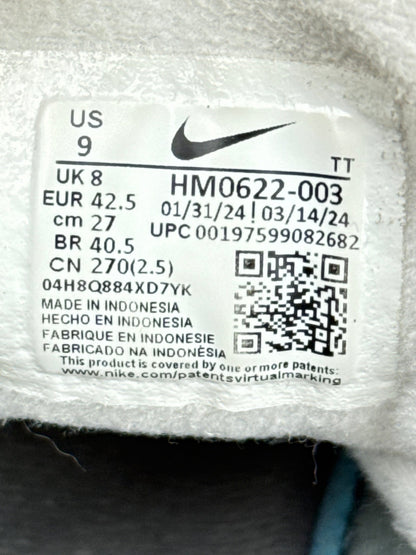 US
9
TT
UK 8
EUR 42.5
cm 27
BR 40.5
CN 270(2.5)
HM0622-003
01/31/24 | 03/14/24
UPC 00197599082682
04H8Q884XD7YK
MADE IN INDONESIA
HECHO EN INDONESIA
FABRIQUE EN INDONESIE
FABRICADO NA INDONÉSIA
This product is covered by one or more patents:
www.nike.com/patentsvirtualmarking